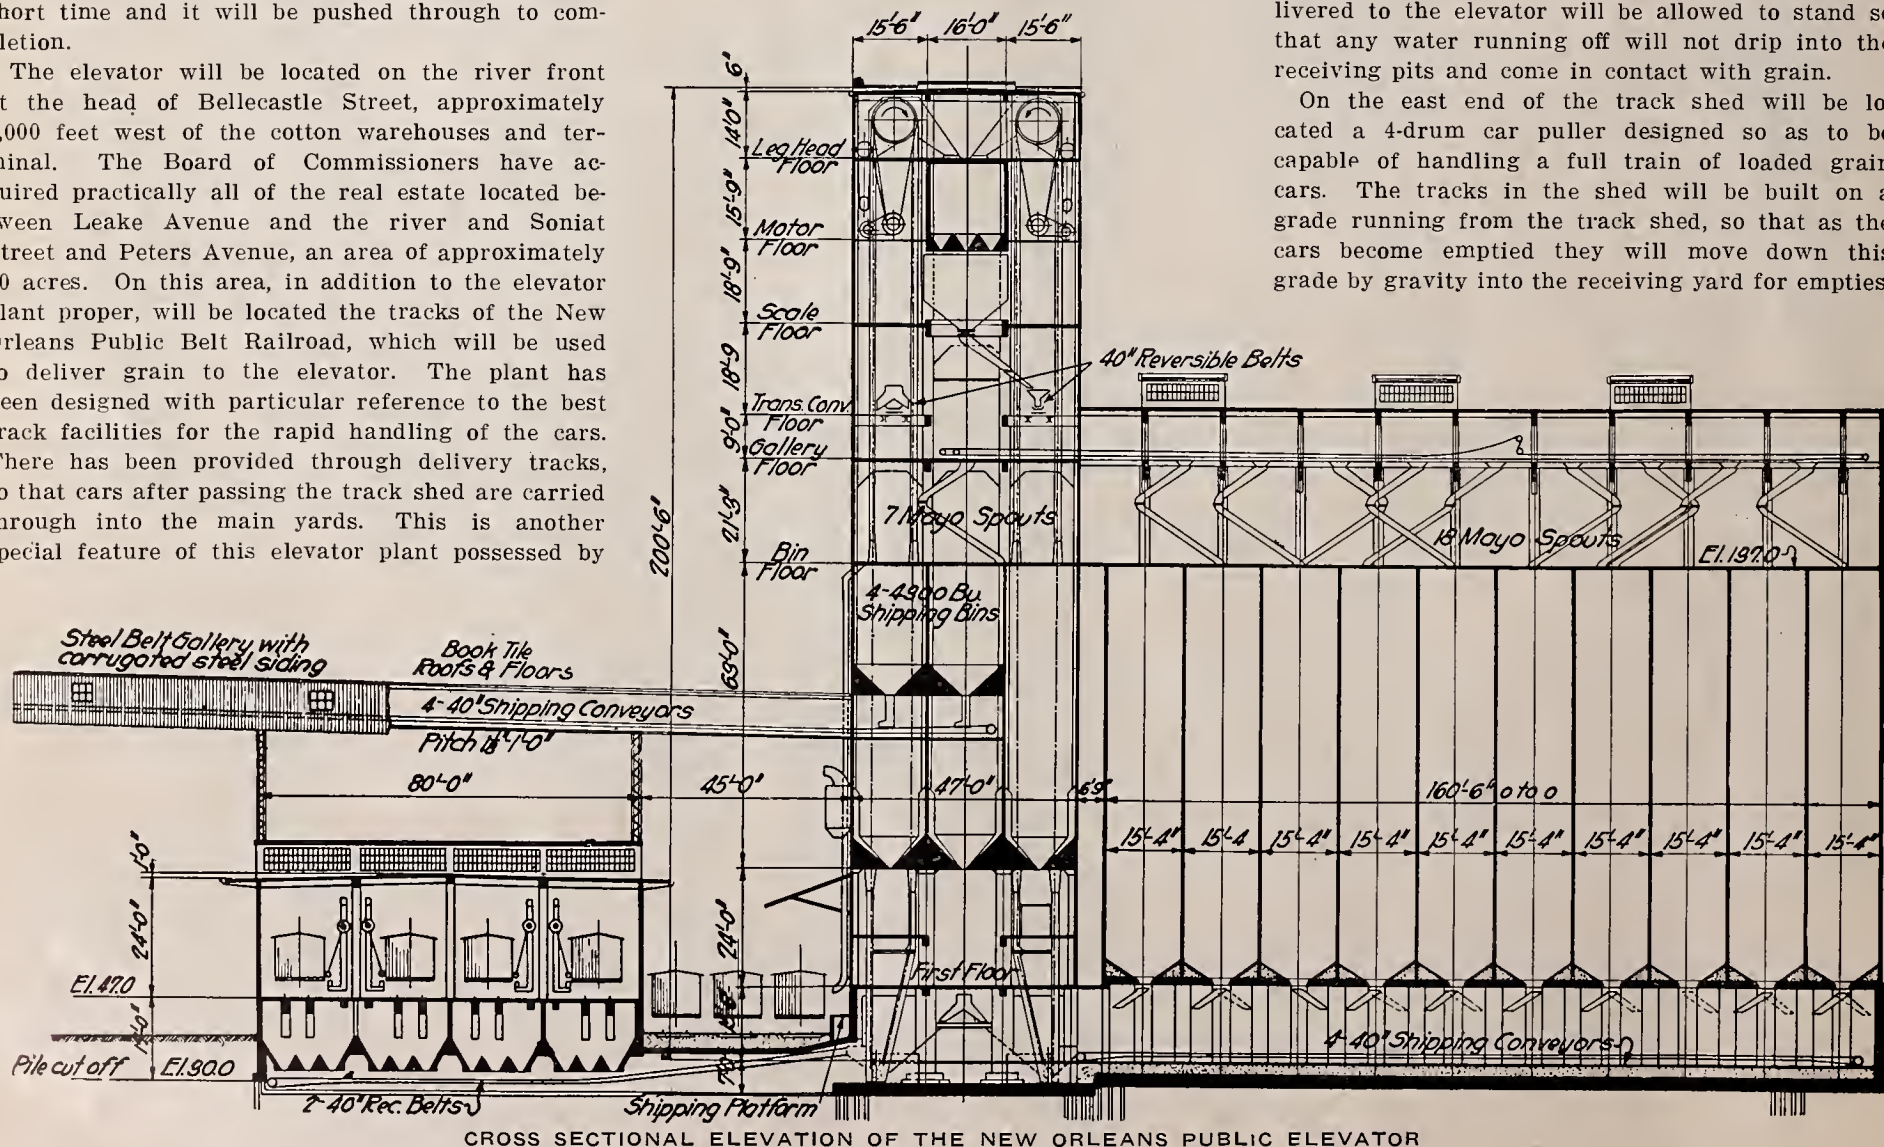 hort time and it will be pushed through to com-
letion.
The elevator will be located on the river front
t the head of Bellecastle Street, approximately
,000 feet west of the cotton warehouses and ter-
minal. The Board of Commissioners have ac-
uired practically all of the real estate located be-
ween Leake Avenue and the river and Soniat
treet and Peters Avenue, an area of approximately
0 acres. On this area, in addition to the elevator
lant proper, will be located the tracks of the New
rleans Public Belt Railroad, which will be used
o deliver grain to the elevator. The plant has
een designed with particular reference to the best
rack facilities for the rapid handling of the cars.
There has been provided through delivery tracks,
o that cars after passing the track shed are carried
hrough into the main yards. This is another
pecial feature of this elevator plant possessed by
livered to the elevator will be allowed to stand so
that any water running off will not drip into the
receiving pits and come in contact with grain.
On the east end of the track shed will be lo
cated a 4-drum car puller designed so as to be
capable of handling a full train of loaded grain
cars. The tracks in the shed will be built on a
grade running from the track shed, so that as the
cars become emptied they will move down this
grade by gravity into the receiving yard for empties
15'-6" 16'-0" 15'-6"
6"
14'-0"
Leg Head
Floor
15'-9"
Motor
Floor
18'-9"
Scale
Floor
18'-9
40" Reversible Belts
Trans. Conv.
Floor
9'-0"
Gallery
Floor
21'-9"
7 Mayo Spouts
18 Mayo Spouts
El. 197.0
Bin
Floor
200'-6"
4-4900 Bu.
Shipping Bins
69'-0"
Steel Belt Gallery with
corrugated steel siding
Book Tile
Roofs & Floors
4-40" Shipping Conveyors
80'-0" 45'-0" 47'-0" 6'9" 160'-6" o to o
15'-4" 15'-4 15'-4" 15'-4" 15'-4" 15'-4" 15'-4" 15'-4" 15'-4" 15'-4"
1'-0"
24'-0"
24'-0"
First Floor
El. 47.0
Pile cut off El. 30.0
2-40" Rec. Belts
Shipping Platform
4-40" Shipping Conveyors
CROSS SECTIONAL ELEVATION OF THE NEW ORLEANS PUBLIC ELEVATOR